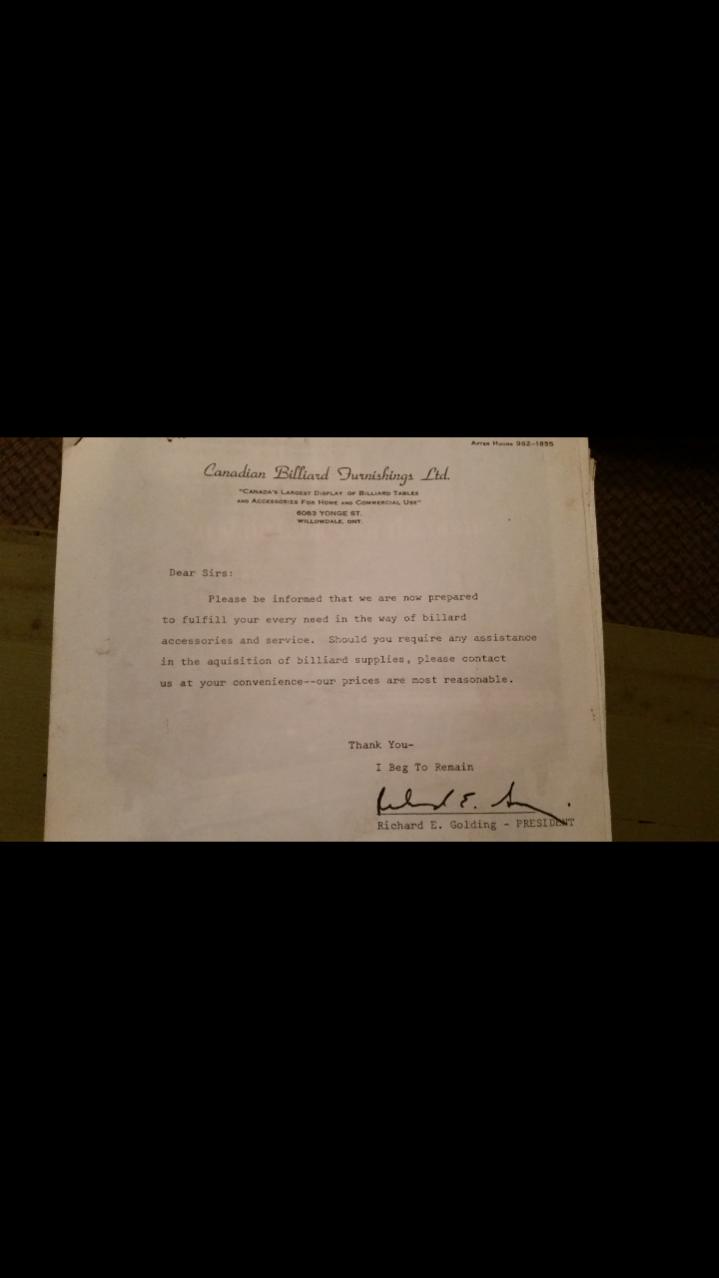 AFTER HOURS 962-1855
Canadian Billiard Furnishings Ltd.
"CANADA'S LARGEST DISPLAY OF BILLIARD TABLES
AND ACCESSORIES FOR HOME AND COMMERCIAL USE"
6063 YONGE ST.
WILLOWDALE, ONT.
Dear Sirs:
Please be informed that we are now prepared
to fulfill your every need in the way of billard
accessories and service. Should you require any assistance
in the aquisition of billiard supplies, please contact
us at your convenience--our prices are most reasonable.
Thank You-
I Beg To Remain
Richard E. Golding - PRESIDENT